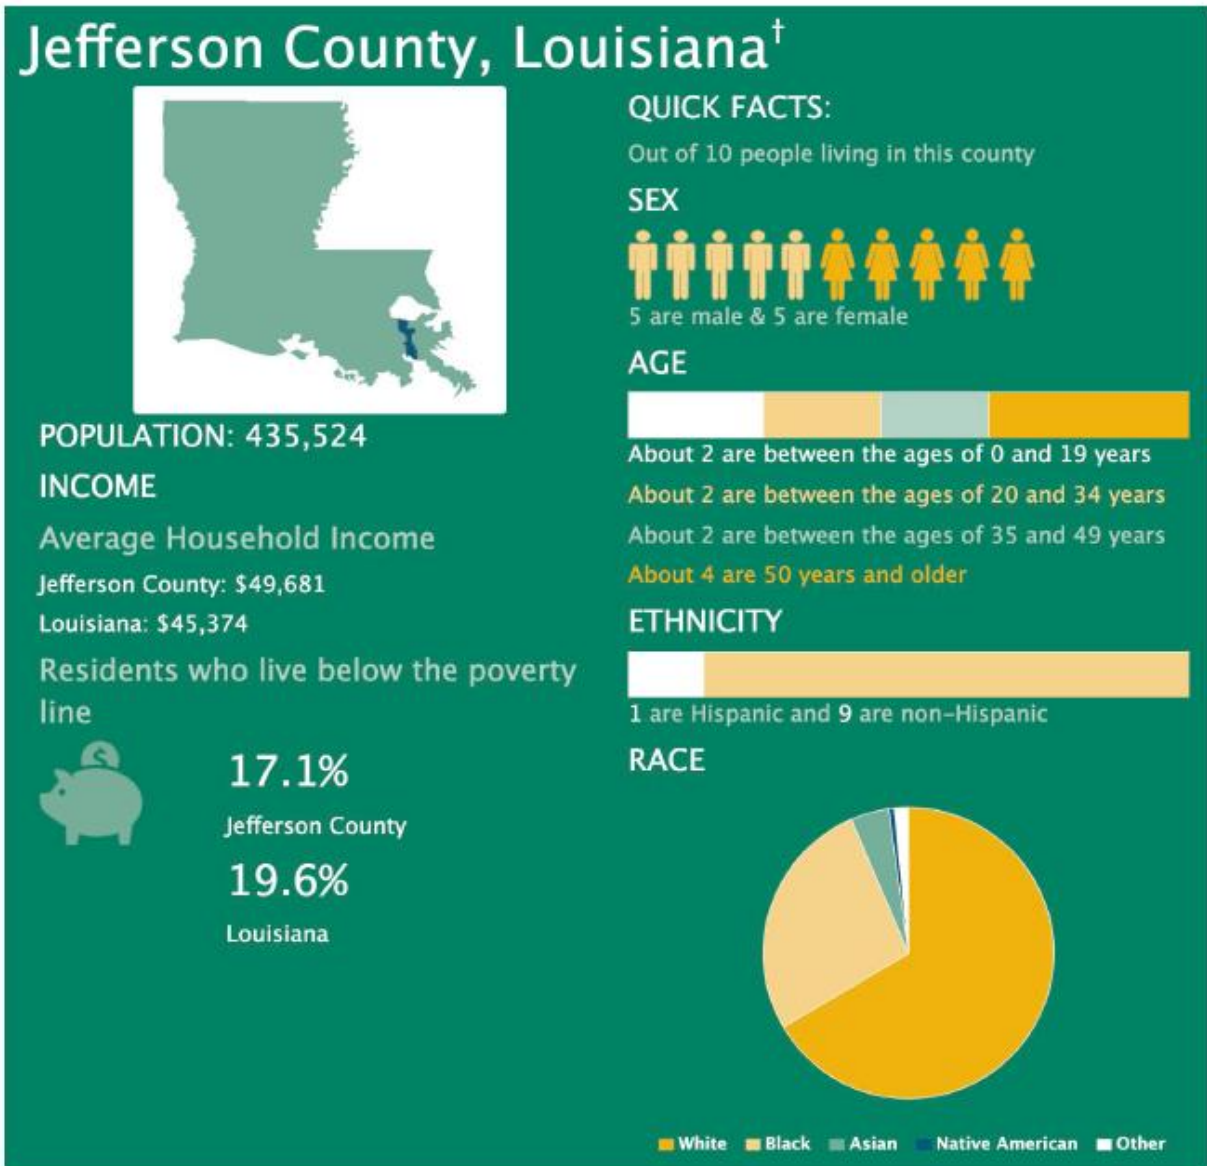 Jefferson County, Louisiana†
POPULATION: 435,524
INCOME
Average Household Income
Jefferson County: $49,681
Louisiana: $45,374
Residents who live below the poverty
line
$
17.1%
Jefferson County
19.6%
Louisiana
QUICK FACTS:
Out of 10 people living in this county
SEX
5 are male & 5 are female
AGE
About 2 are between the ages of 0 and 19 years
About 2 are between the ages of 20 and 34 years
About 2 are between the ages of 35 and 49 years
About 4 are 50 years and older
ETHNICITY
1 are Hispanic and 9 are non-Hispanic
RACE
White Black Asian Native American Other